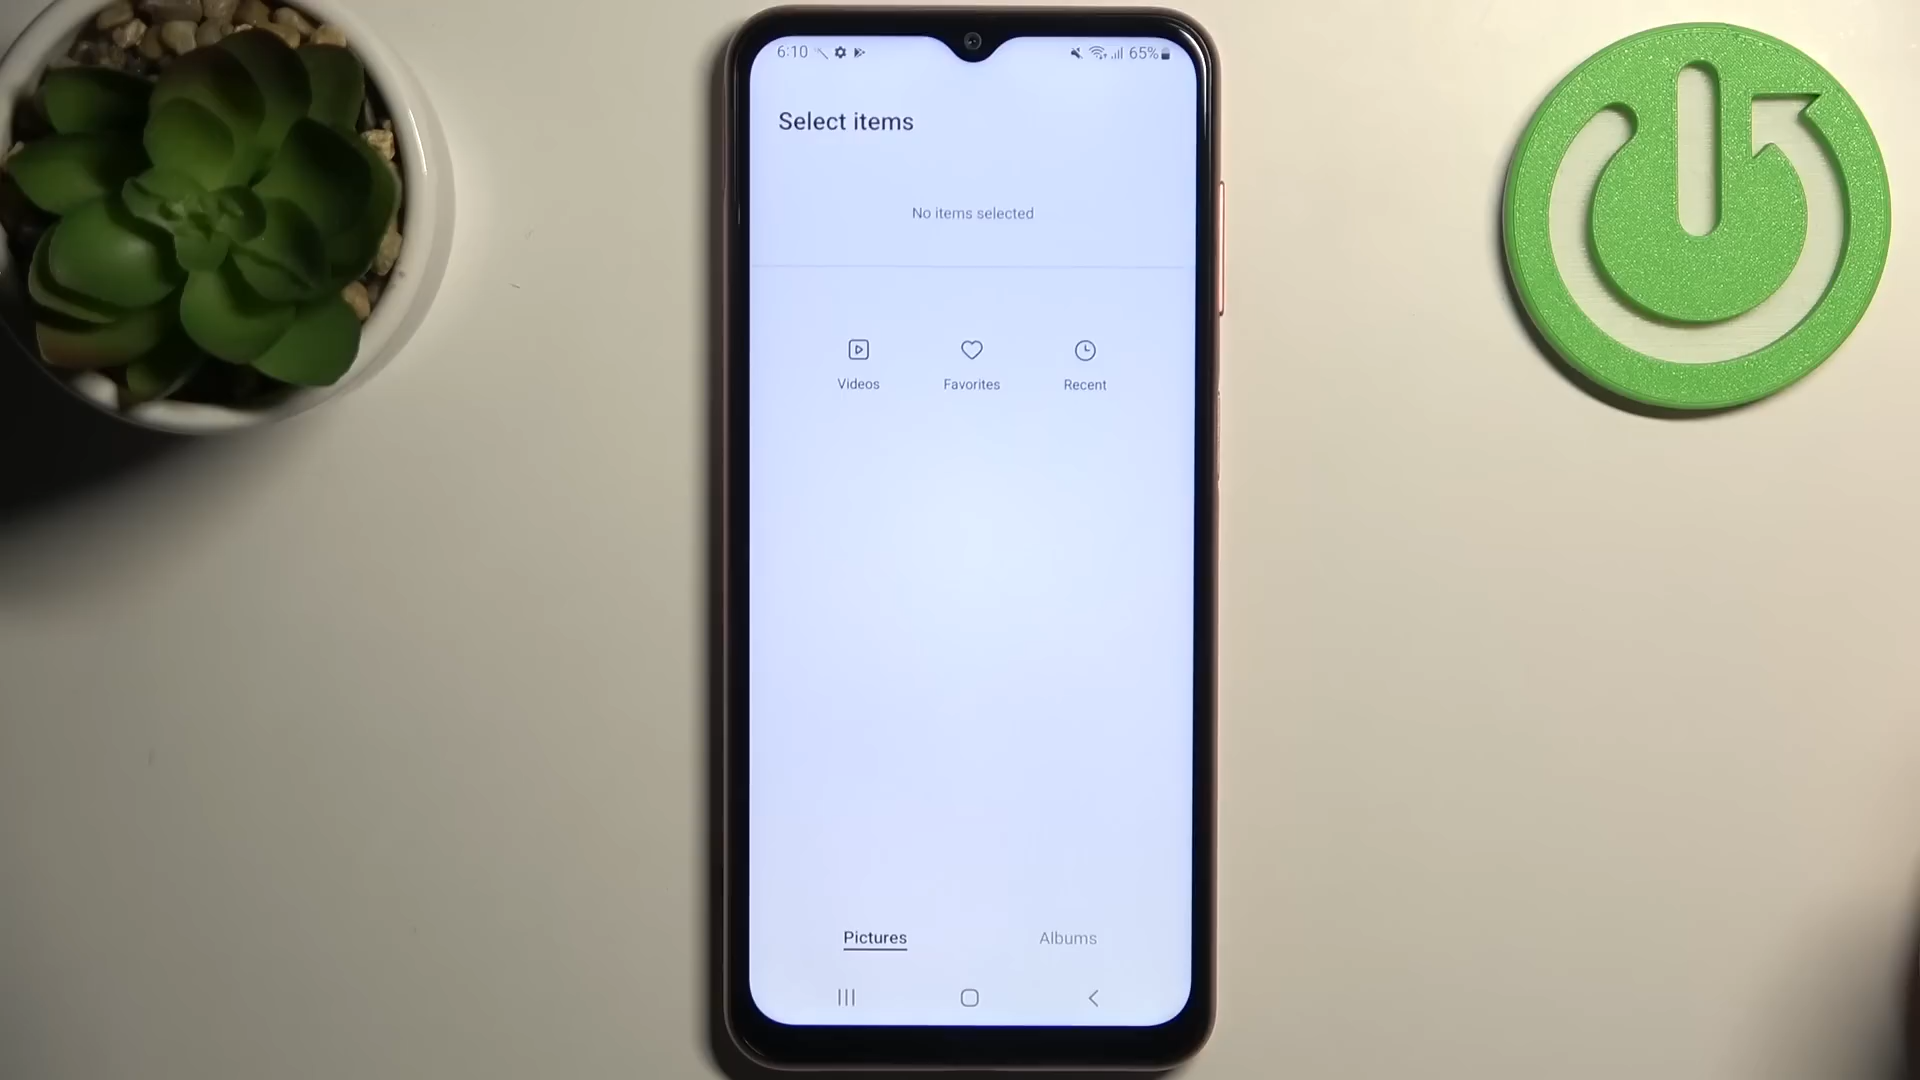 6:10
65%
Select items
No items selected
Videos Favorites Recent
Pictures Albums